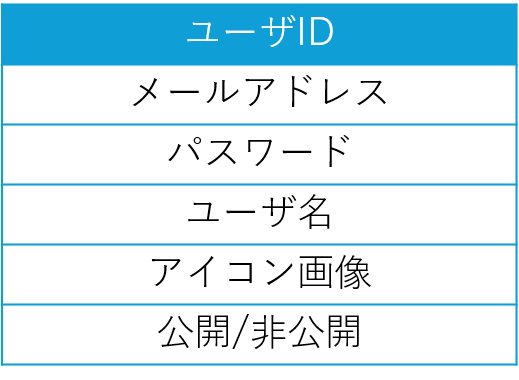 ユーザID
メールアドレス
パスワード
ユーザ名
アイコン画像
公開/非公開